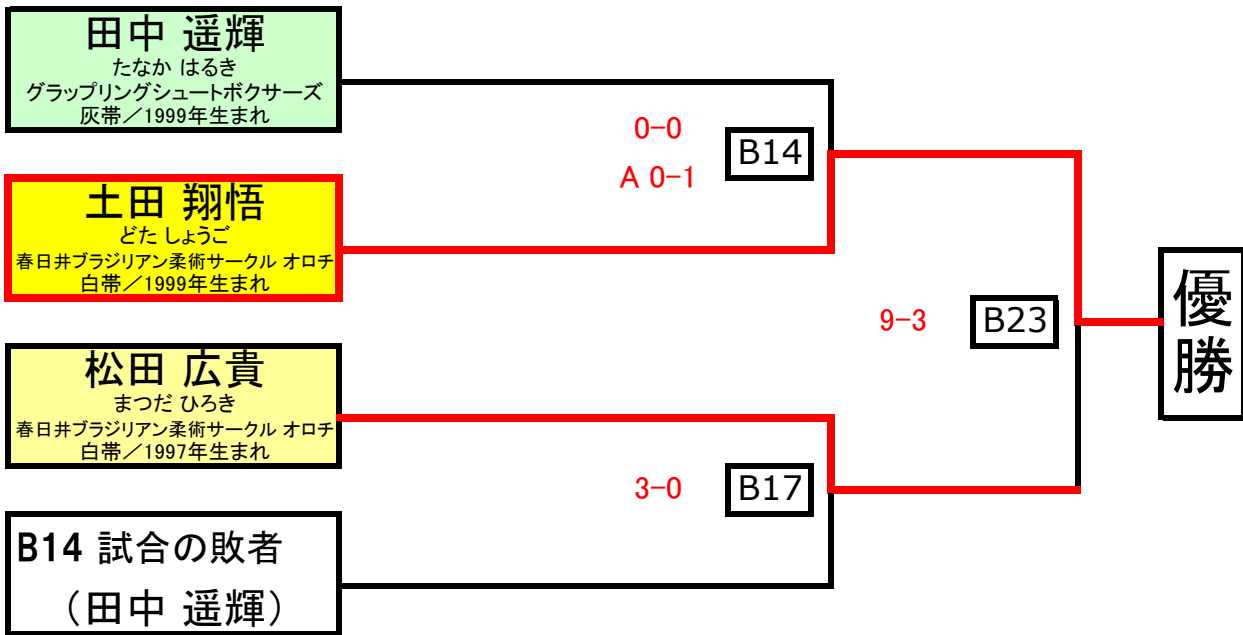 田中 遥輝
たなか はるき
グラップリングシュートボクサーズ
灰帯／1999年生まれ
0-0
A 0-1
B14
土田 翔悟
どた しょうご
春日井ブラジリアン柔術サークル オロチ
白帯／1999年生まれ
9-3
B23
優勝
松田 広貴
まつだ ひろき
春日井ブラジリアン柔術サークル オロチ
白帯／1997年生まれ
3-0
B17
B14 試合の敗者
（田中 遥輝）